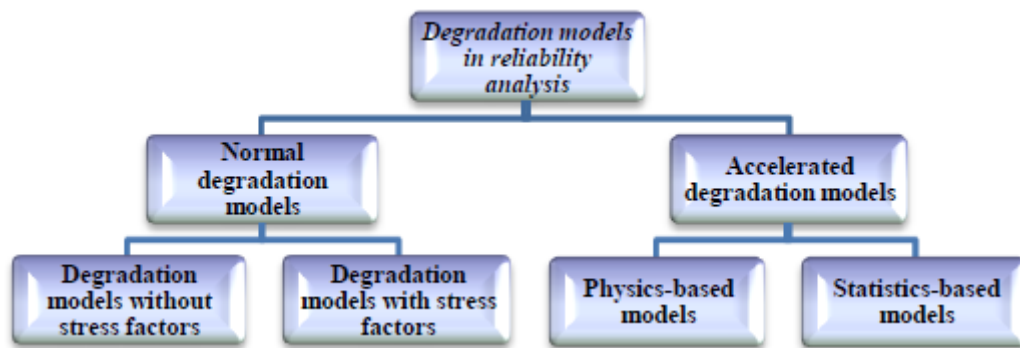 Degradation models
in reliability
analysis
Normal
degradation
models
Accelerated
degradation models
Degradation
models without
stress factors
Degradation
models with stress
factors
Physics-based
models
Statistics-based
models